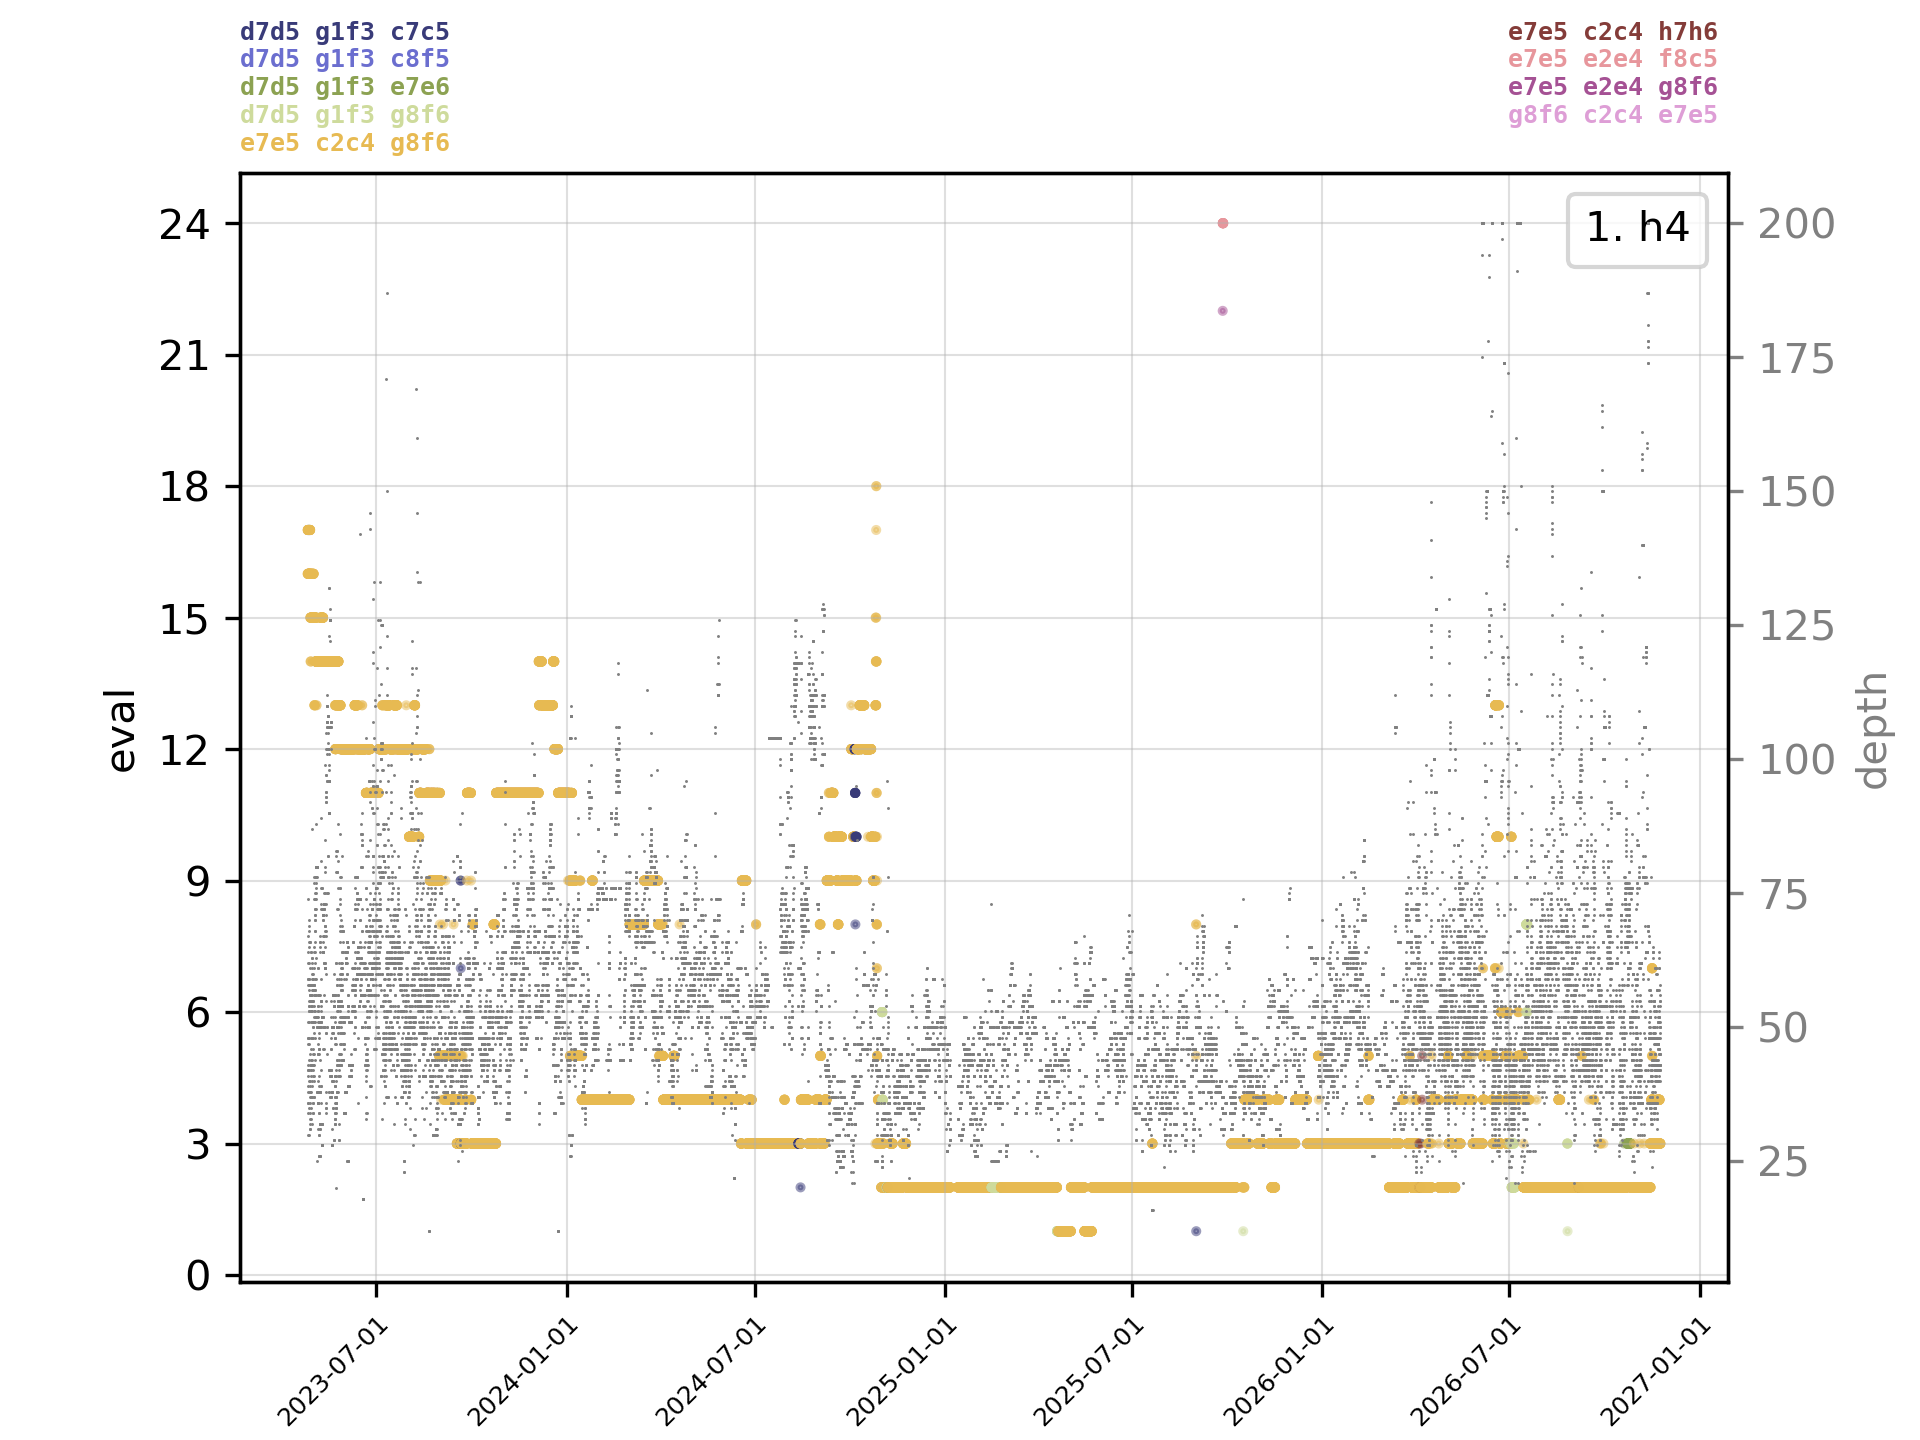 d7d5 g1f3 c7c5
d7d5 g1f3 c8f5
d7d5 g1f3 e7e6
d7d5 g1f3 g8f6
e7e5 c2c4 g8f6
e7e5 c2c4 h7h6
e7e5 e2e4 f8c5
e7e5 e2e4 g8f6
g8f6 c2c4 e7e5
1. h4
eval
24
21
18
15
12
9
6
3
0
depth
200
175
150
125
100
75
50
25
2023-07-01
2024-01-01
2024-07-01
2025-01-01
2025-07-01
2026-01-01
2026-07-01
2027-01-01